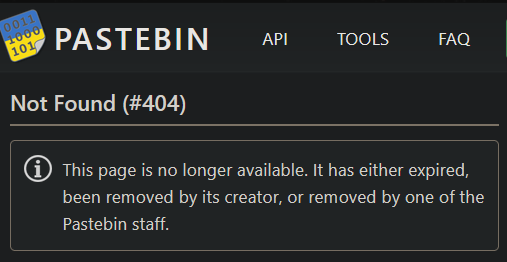 0011
1000
101
PASTEBIN API TOOLS FAQ
Not Found (#404)
This page is no longer available. It has either expired,
been removed by its creator, or removed by one of the
Pastebin staff.